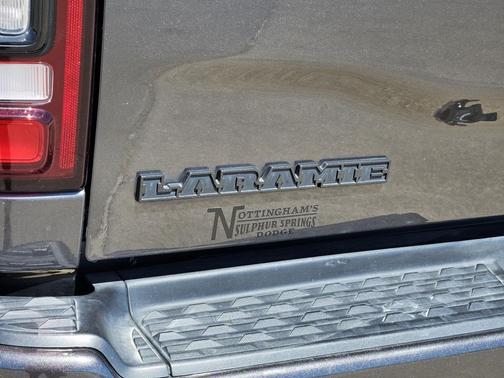 LARAMIE
NOTTINGHAM'S
SULPHUR SPRINGS
DODGE